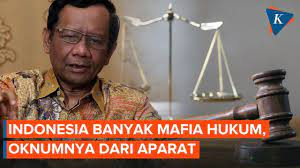 INDONESIA BANYAK MAFIA HUKUM,
OKNUMNYA DARI APARAT